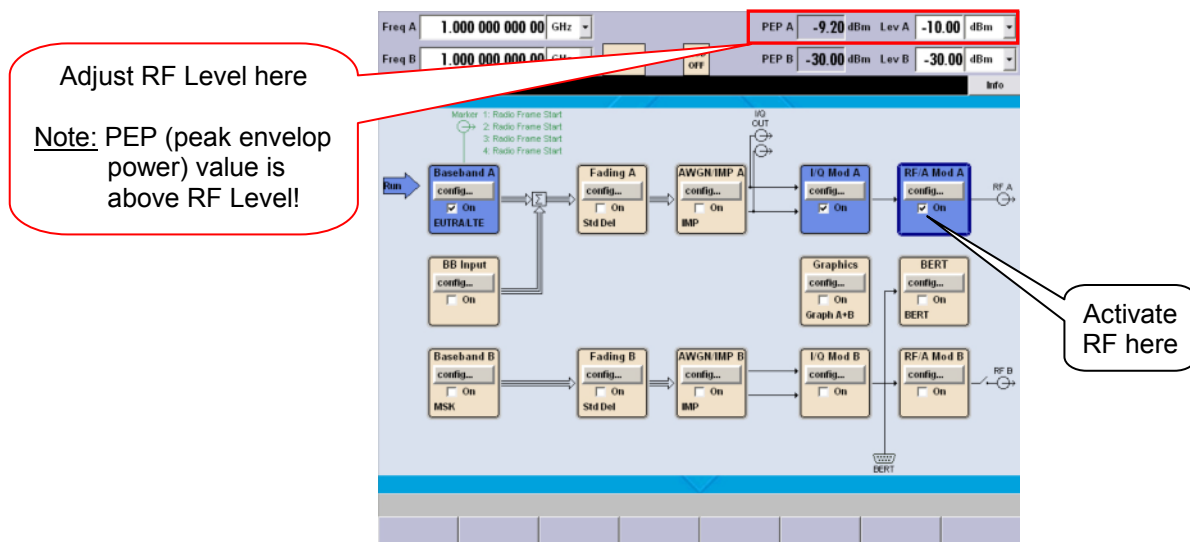 Freq A 1.000 000 000 00 GHz PEP A -9.20 dBm Lev A -10.00 dBm
Freq B 1.000 000 000 00 GHz OFF PEP B -30.00 dBm Lev B -30.00 dBm
Info
Adjust RF Level here
Note: PEP (peak envelop
power) value is
above RF Level!
Marker 1: Radio Frame Start
2: Radio Frame Start
3: Radio Frame Start
4: Radio Frame Start
I/Q
OUT
Run
Baseband A
config...
On
EUTRA/LTE
Σ
Fading A
config...
On
Std Del
AWGN/IMP A
config...
On
IMP
I/Q Mod A
config...
On
RF/A Mod A
config...
On
RF A
BB Input
config...
On
Graphics
config...
On
Graph A+B
BERT
config...
On
BERT
Activate
RF here
Baseband B
config...
On
MSK
Fading B
config...
On
Std Del
AWGN/IMP B
config...
On
IMP
I/Q Mod B
config...
On
RF/A Mod B
config...
On
RF B
BERT